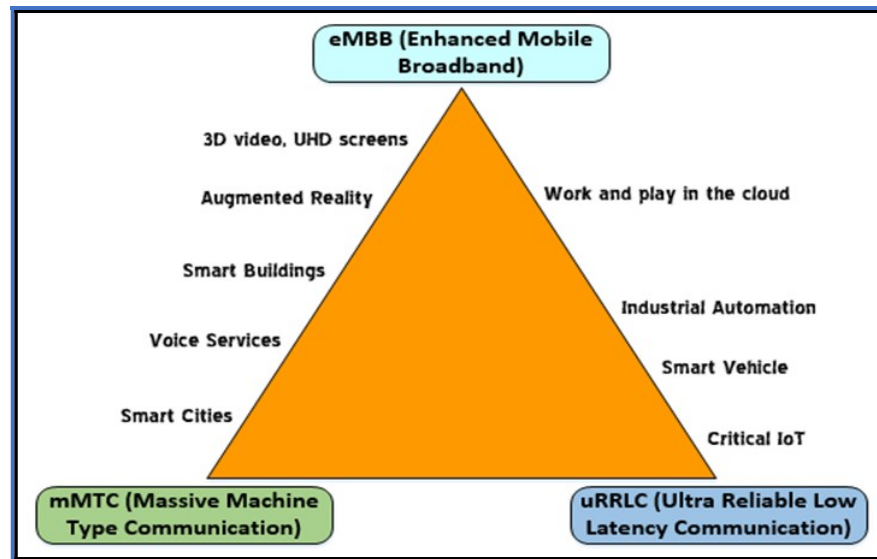 eMBB (Enhanced Mobile
Broadband)
3D video, UHD screens
Augmented Reality
Work and play in the cloud
Smart Buildings
Industrial Automation
Voice Services
Smart Vehicle
Smart Cities
Critical IoT
mMTC (Massive Machine
Type Communication)
uRRLC (Ultra Reliable Low
Latency Communication)